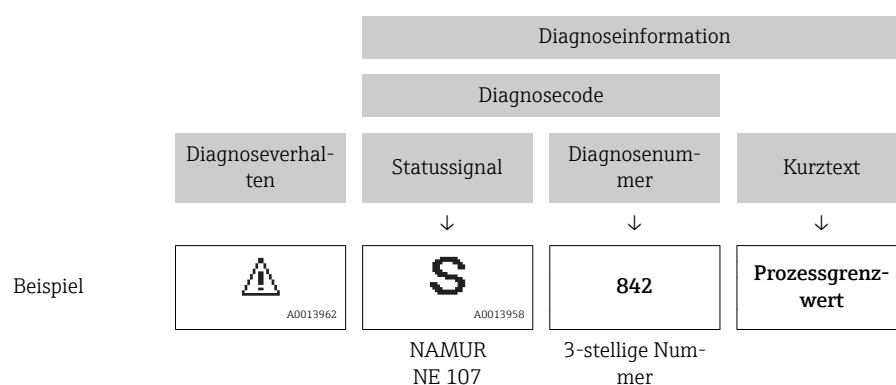 Diagnoseinformation
Diagnosecode
Diagnoseverhal-
ten
Statussignal
Diagnosenum-
mer
Kurztext
↓ ↓ ↓
Beispiel
A0013962
S
A0013958
842
Prozessgrenz-
wert
NAMUR
NE 107
3-stellige Num-
mer